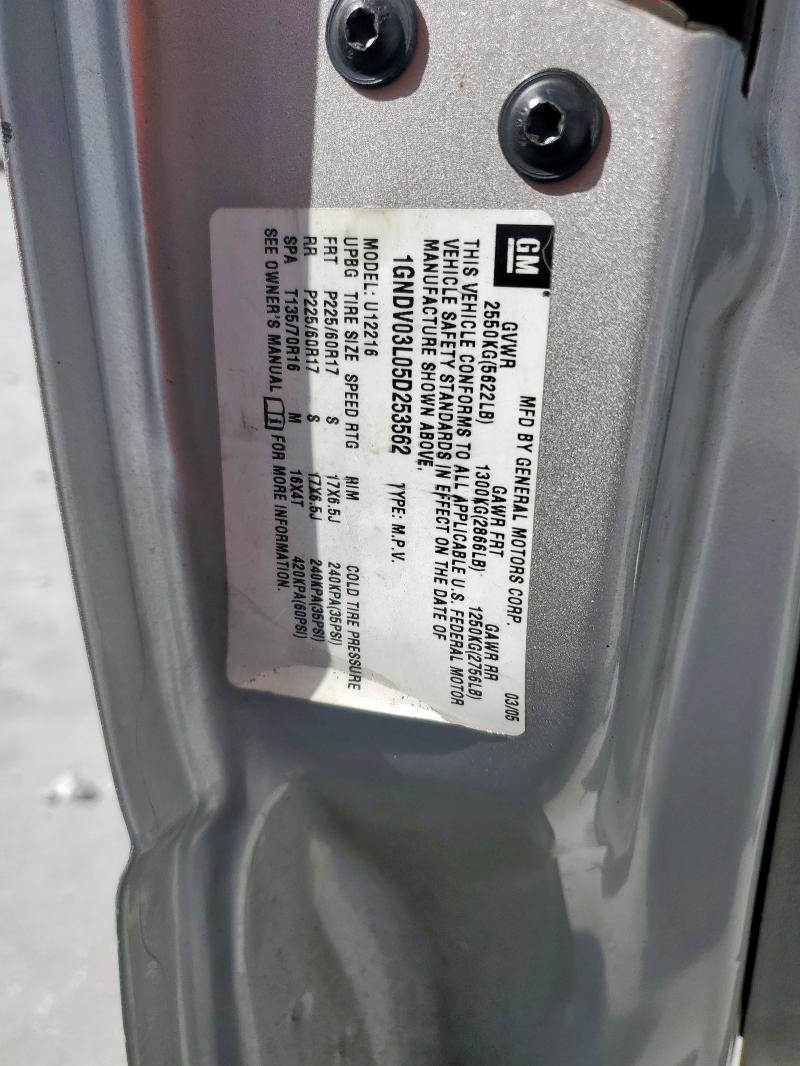 GM
MFD BY GENERAL MOTORS CORP. 03/05
GVWR GAWR FRT GAWR RR
2550KG(5622LB) 1300KG(2866LB) 1250KG(2756LB)
THIS VEHICLE CONFORMS TO ALL APPLICABLE U.S. FEDERAL MOTOR
VEHICLE SAFETY STANDARDS IN EFFECT ON THE DATE OF
MANUFACTURE SHOWN ABOVE.
1GNDV03L05D253562 TYPE: M.P.V.
MODEL: U12216
UPBG TIRE SIZE SPEED RTG RIM COLD TIRE PRESSURE
FRT P225/60R17 S 17X6.5J 240KPA(35PSI)
RR P225/60R17 S 17X6.5J 240KPA(35PSI)
SPA T135/70R16 M 16X4T 420KPA(60PSI)
SEE OWNER'S MANUAL FOR MORE INFORMATION.